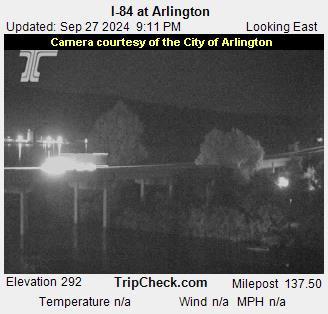 I-84 at Arlington
Updated: Sep 27 2024 9:11 PM Looking East
Camera courtesy of the City of Arlington
Elevation 292 TripCheck.com Milepost 137.50
Temperature n/a Wind n/a MPH n/a